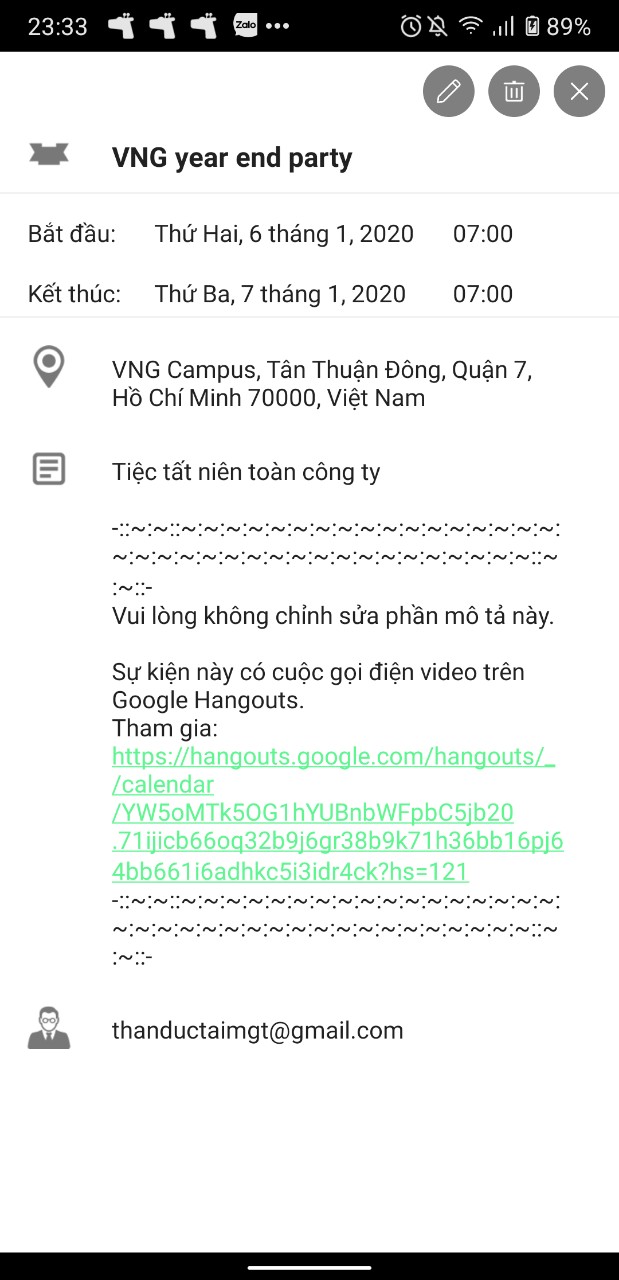 23:33 Zalo 89%
VNG year end party
Bắt đầu: Thứ Hai, 6 tháng 1, 2020 07:00
Kết thúc: Thứ Ba, 7 tháng 1, 2020 07:00
VNG Campus, Tân Thuận Đông, Quận 7,
Hồ Chí Minh 70000, Việt Nam
Tiệc tất niên toàn công ty
-::~:~::~:~:~:~:~:~:~:~:~:~:~:~:~:~:~:~:~:~:
~:~:~:~:~:~:~:~:~:~:~:~:~:~:~:~:~:~:~::~
:~::-
Vui lòng không chỉnh sửa phần mô tả này.
Sự kiện này có cuộc gọi điện video trên
Google Hangouts.
Tham gia:
https://hangouts.google.com/hangouts/_
/calendar
/YW5oMTk5OG1hYUBnbWFpbC5jb20
.71ijicb66oq32b9j6gr38b9k71h36bb16pj6
4bb661i6adhkc5i3idr4ck?hs=121
-::~:~::~:~:~:~:~:~:~:~:~:~:~:~:~:~:~:~:~:~:
~:~:~:~:~:~:~:~:~:~:~:~:~:~:~:~:~:~:~::~
:~::-
thanductaimgt@gmail.com